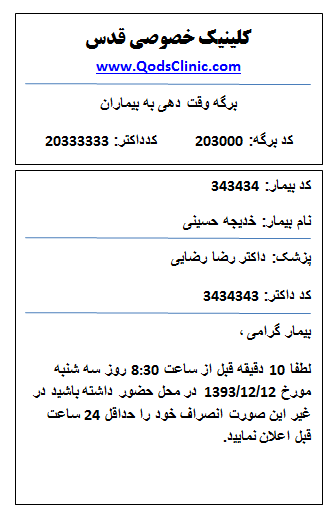 کلینیک خصوصی قدس
www.QodsClinic.com
برگه وقت دهی به بیماران
کد برگه: 203000 کدداکتر: 20333333
کد بیمار: 343434
نام بیمار: خدیجه حسینی
پزشک: داکتر رضا رضایی
کد داکتر: 3434343
بیمار گرامی ،
لطفا 10 دقیقه قبل از ساعت 8:30 روز سه شنبه
مورخ 1393/12/12 در محل حضور داشته باشید در
غیر این صورت انصراف خود را حداقل 24 ساعت
قبل اعلان نمایید.